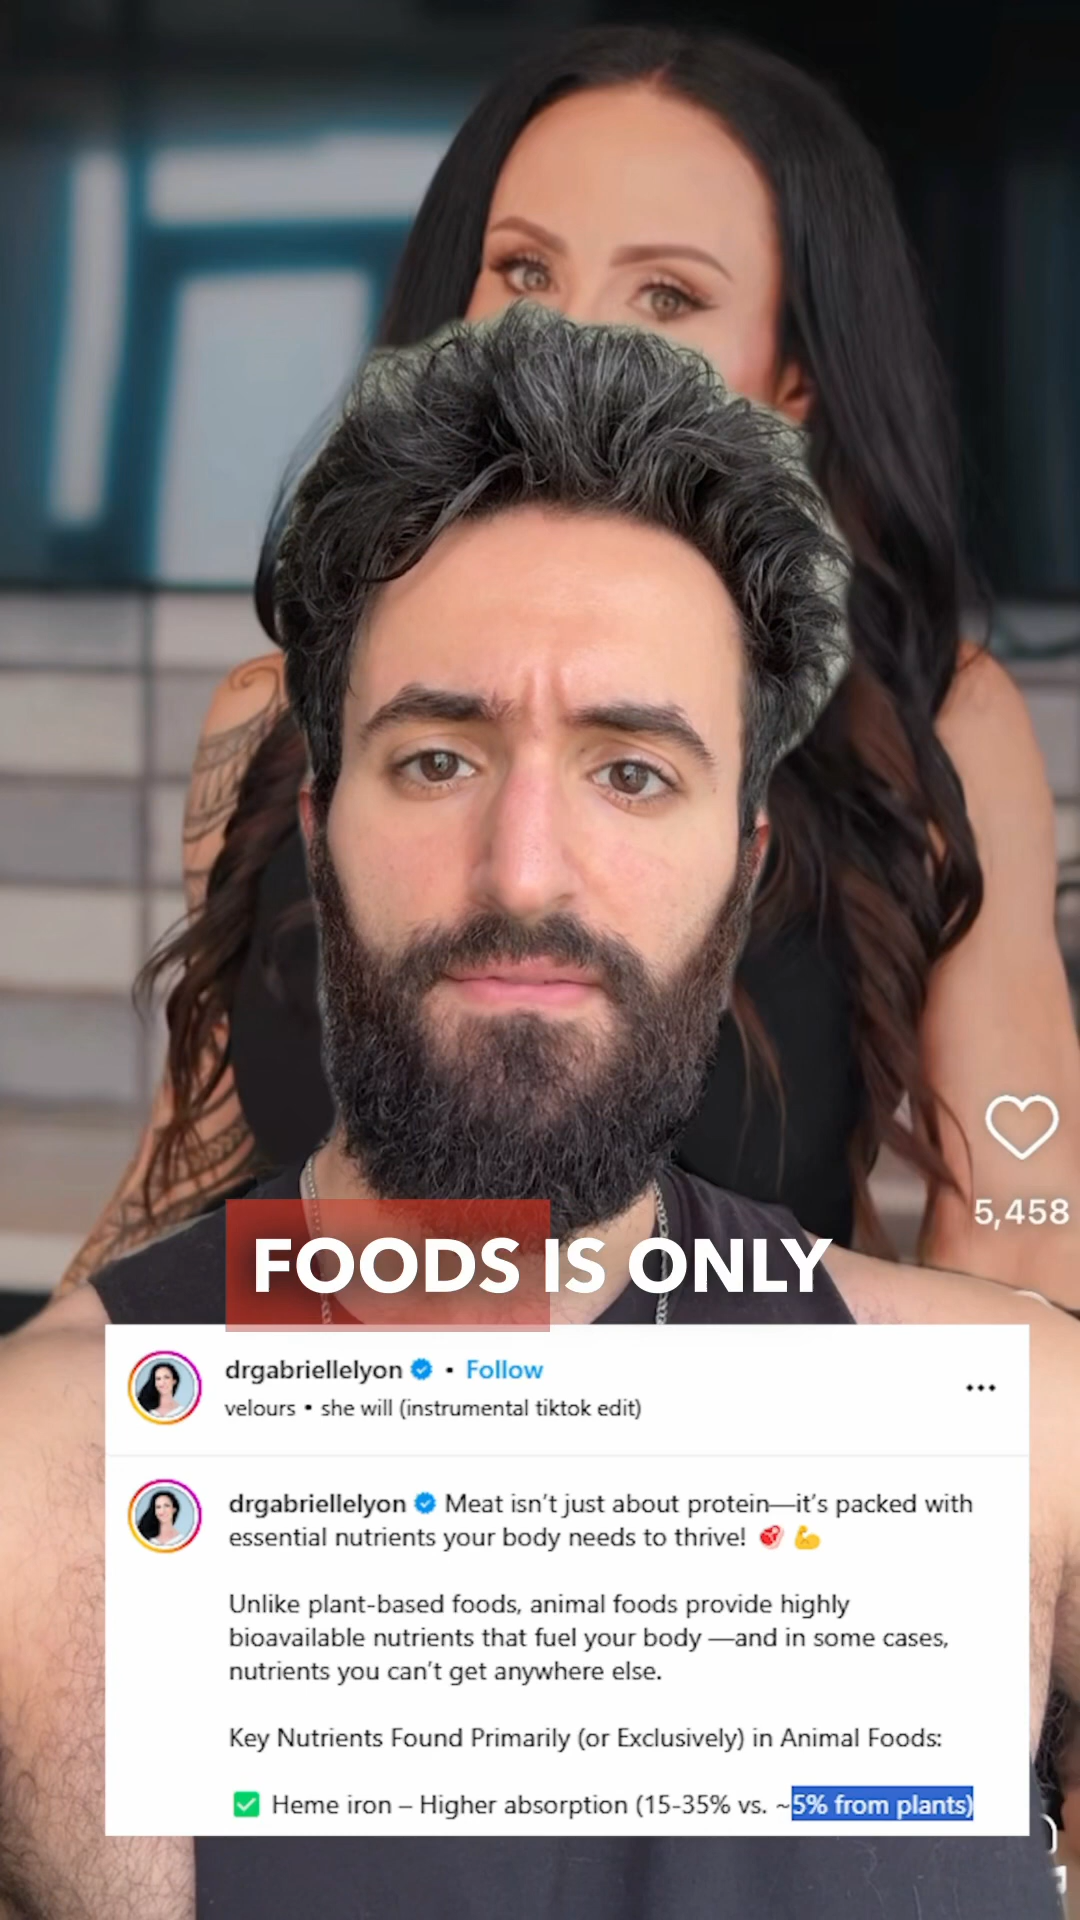 5,458
FOODS IS ONLY
drgabriellelyon • Follow
velours • she will (instrumental tiktok edit)
drgabriellelyon Meat isn't just about protein—it's packed with
essential nutrients your body needs to thrive! 🥩 💪
Unlike plant-based foods, animal foods provide highly
bioavailable nutrients that fuel your body —and in some cases,
nutrients you can't get anywhere else.
Key Nutrients Found Primarily (or Exclusively) in Animal Foods:
✅ Heme iron – Higher absorption (15-35% vs. ~5% from plants)